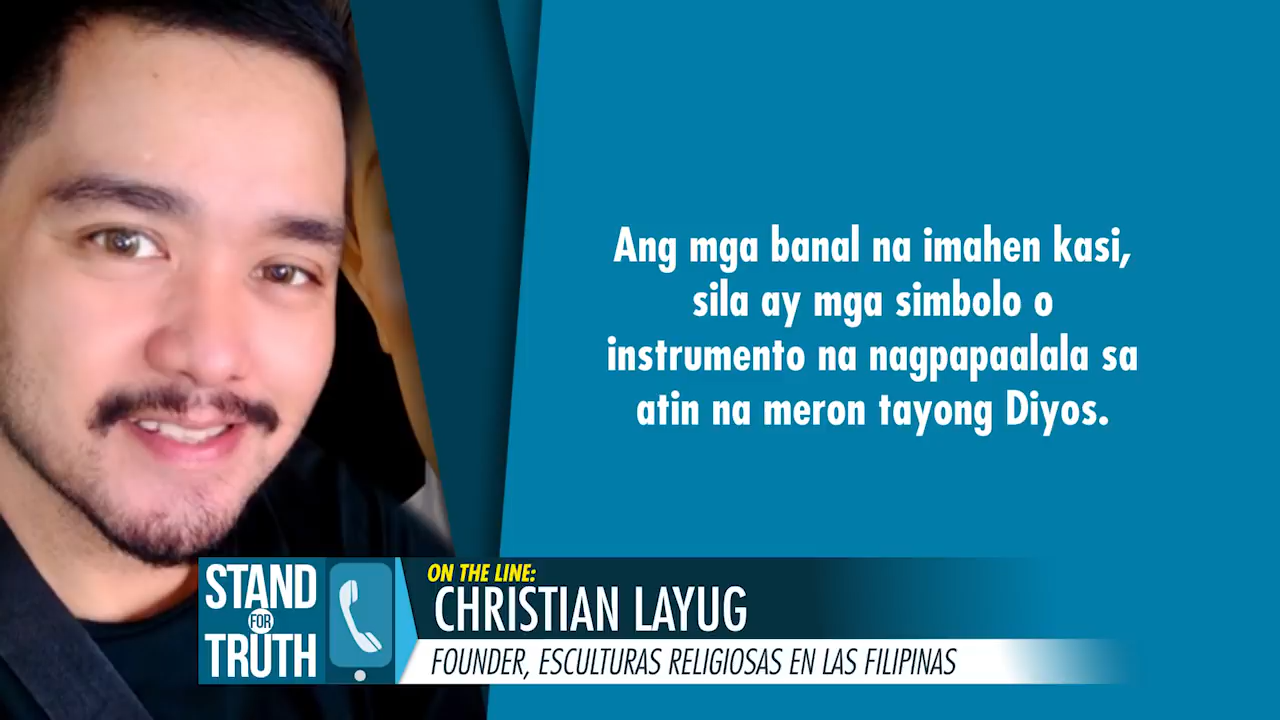 Ang mga banal na imahen kasi,
sila ay mga simbolo o
instrumento na nagpapaalala sa
atin na meron tayong Diyos.
STAND
FOR
TRUTH
ON THE LINE:
CHRISTIAN LAYUG
FOUNDER, ESCULTURAS RELIGIOSAS EN LAS FILIPINAS